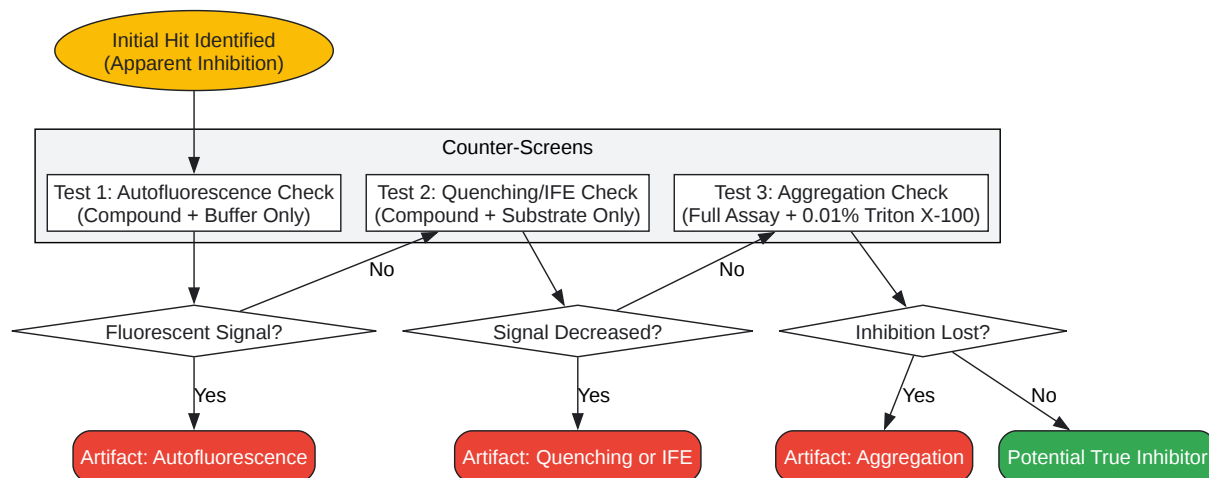 Initial Hit Identified
(Apparent Inhibition)
Counter-Screens
Test 1: Autofluorescence Check
(Compound + Buffer Only)
Test 2: Quenching/IFE Check
(Compound + Substrate Only)
Test 3: Aggregation Check
(Full Assay + 0.01% Triton X-100)
No
No
Fluorescent Signal?
Signal Decreased?
Inhibition Lost?
Yes
Yes
Yes
No
Artifact: Autofluorescence
Artifact: Quenching or IFE
Artifact: Aggregation
Potential True Inhibitor